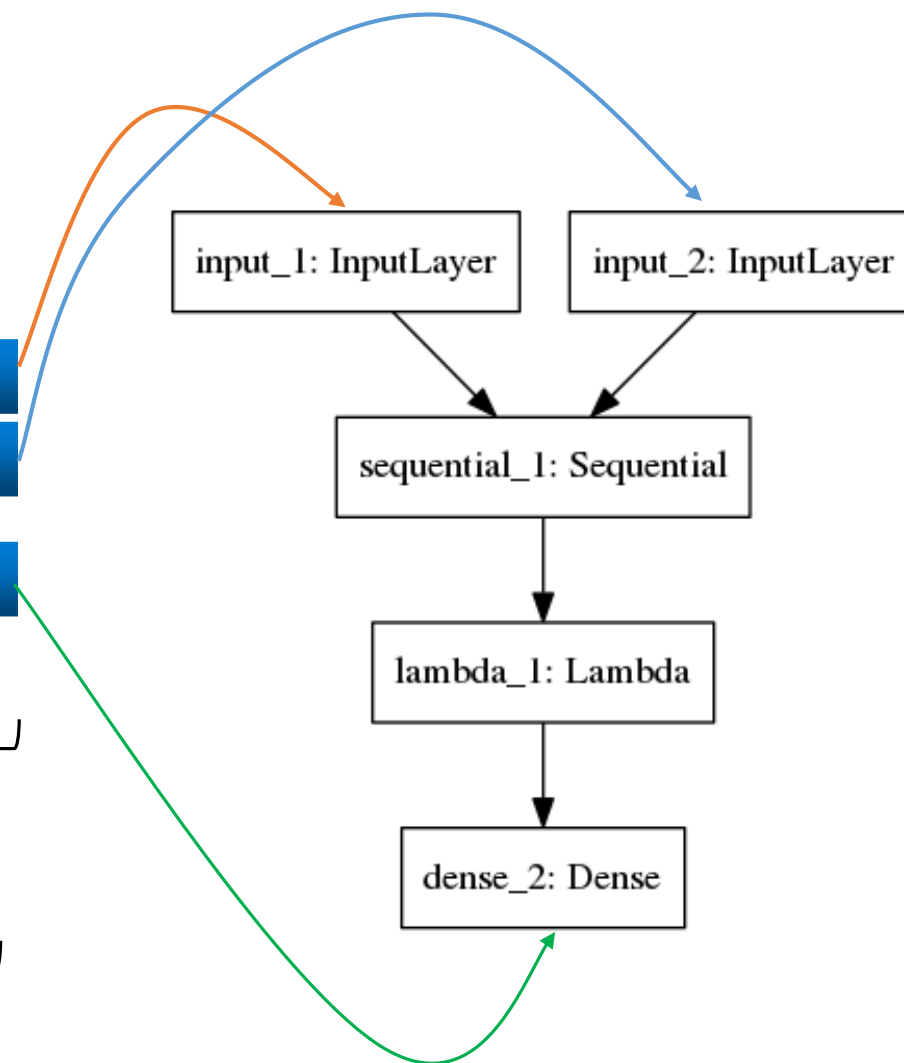 input_1: InputLayer
input_2: InputLayer
sequential_1: Sequential
lambda_1: Lambda
dense_2: Dense